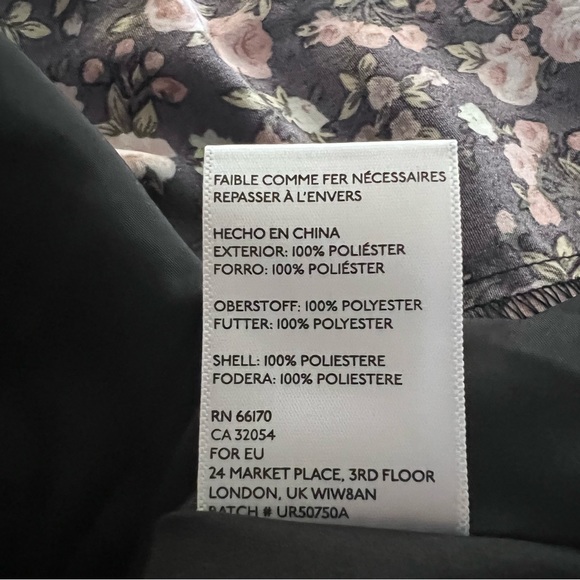 FAIBLE COMME FER NÉCESSAIRES
REPASSER À L'ENVERS
HECHO EN CHINA
EXTERIOR: 100% POLIÉSTER
FORRO: 100% POLIÉSTER
OBERSTOFF: 100% POLYESTER
FUTTER: 100% POLYESTER
SHELL: 100% POLIESTERE
FODERA: 100% POLIESTERE
RN 66170
CA 32054
FOR EU
24 MARKET PLACE, 3RD FLOOR
LONDON, UK W1W8AN
BATCH # UR50750A